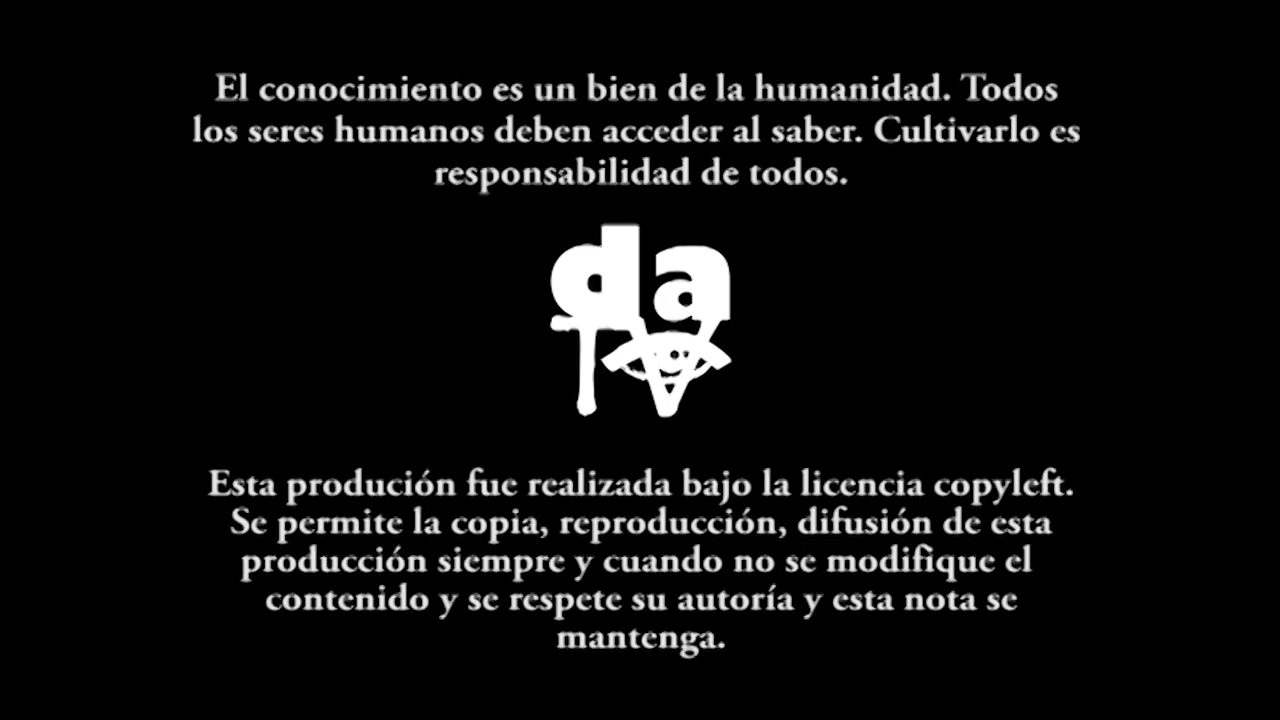 El conocimiento es un bien de la humanidad. Todos
los seres humanos deben acceder al saber. Cultivarlo es
responsabilidad de todos.
da
TV
Esta produción fue realizada bajo la licencia copyleft.
Se permite la copia, reproducción, difusión de esta
producción siempre y cuando no se modifique el
contenido y se respete su autoría y esta nota se
mantenga.